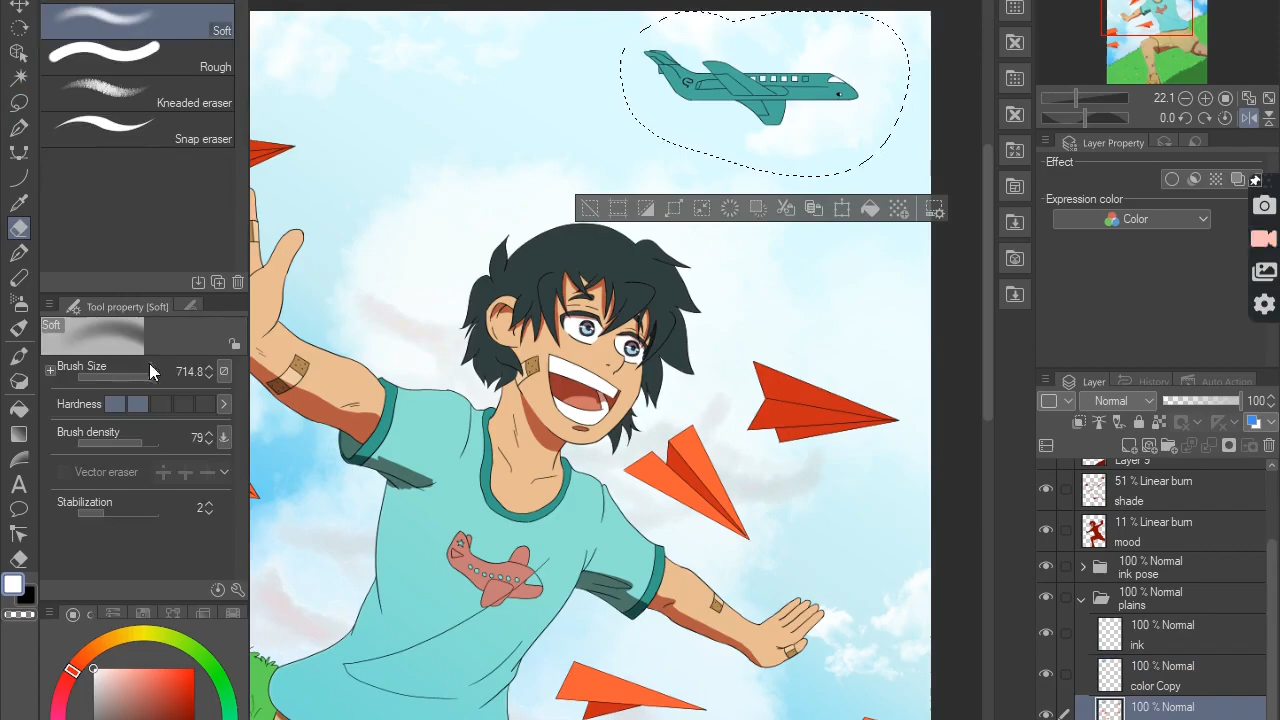 Soft
Rough
Kneaded eraser
Snap eraser
Tool property [Soft]
Soft
Brush Size
714.8
Hardness
Brush density
79
Vector eraser
Stabilization
2
22.1
0.0
Layer Property
Effect
Expression color
Color
Layer
History
Auto Action
Normal
100
Layer 9
51 % Linear burn
shade
11 % Linear burn
mood
100 % Normal
ink pose
100 % Normal
plains
100 % Normal
ink
100 % Normal
color Copy
100 % Normal